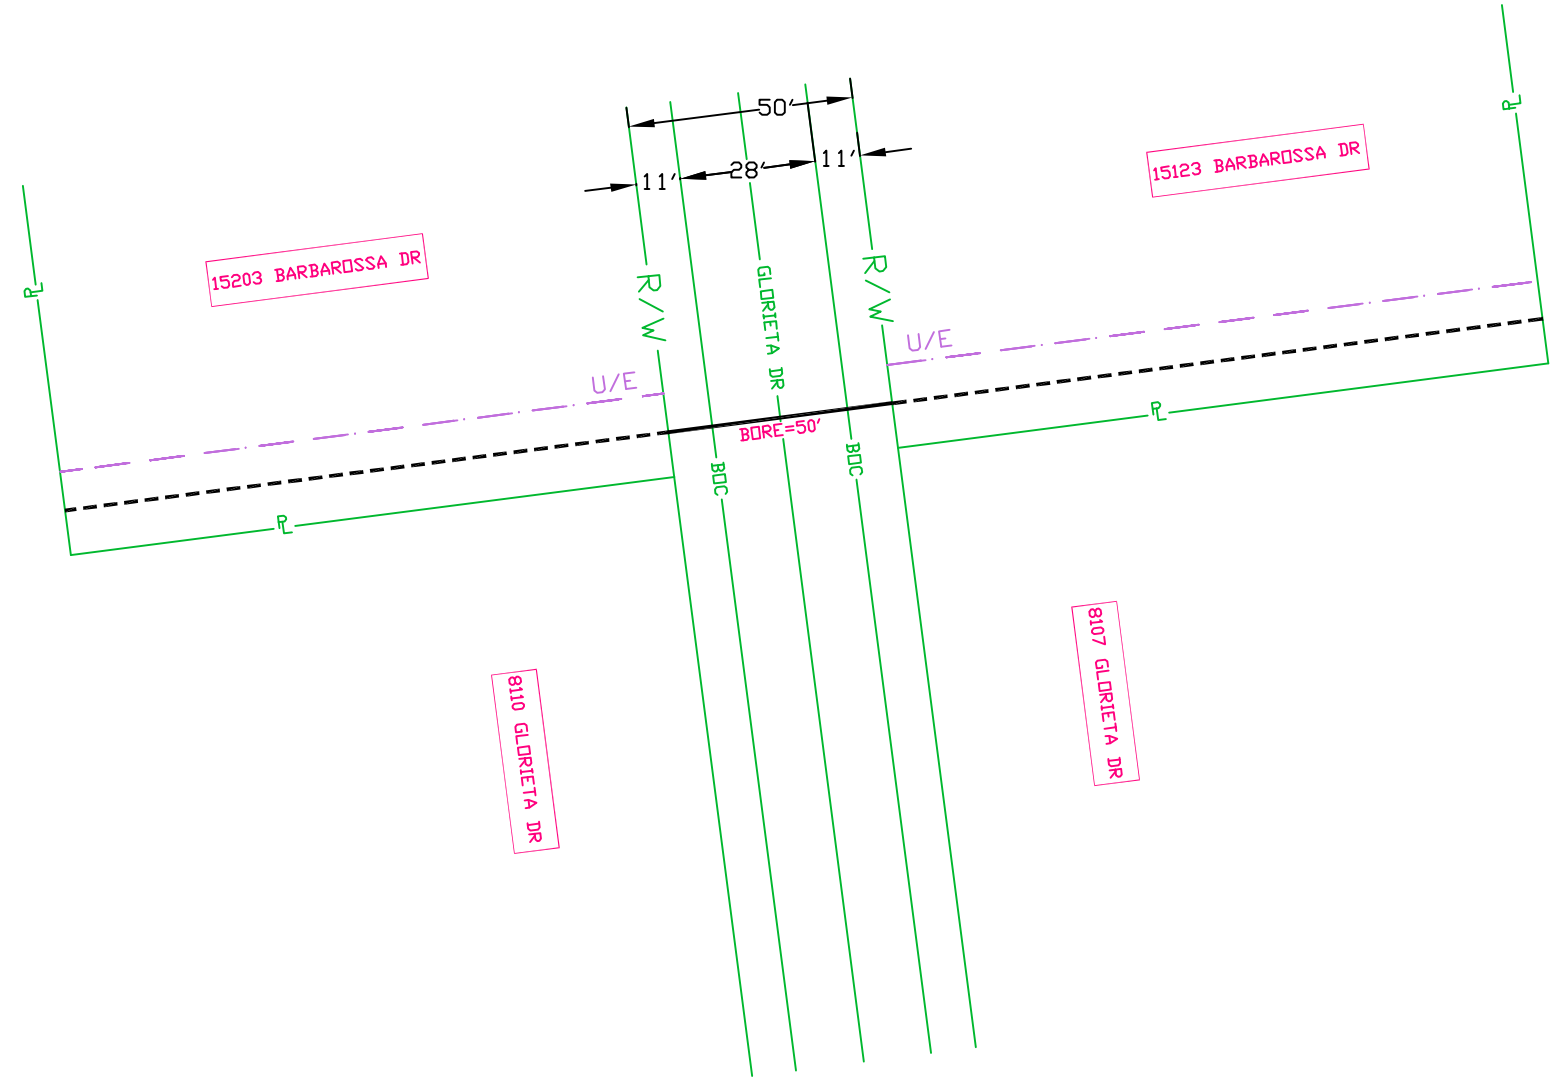 50'
11'
28'
11'
15123 BARBAROSSA DR
PL
15203 BARBAROSSA DR
PL
R/W
GLORIETA DR
R/W
U/E
U/E
BORE=50'
PL
BOC
BOC
PL
8110 GLORIETA DR
8107 GLORIETA DR